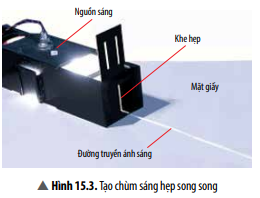 Nguồn sáng
Khe hẹp
Mặt giấy
Đường truyền ánh sáng
▲ Hình 15.3. Tạo chùm sáng hẹp song song